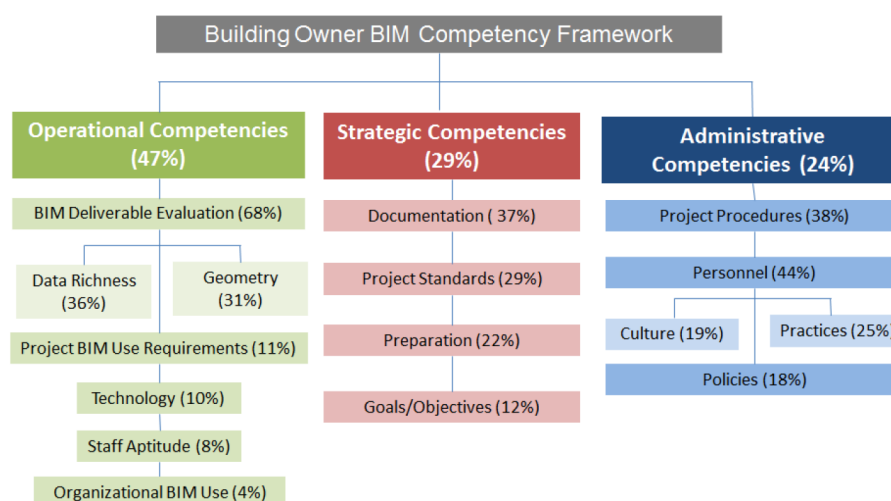 Building Owner BIM Competency Framework
Operational Competencies
(47%)
BIM Deliverable Evaluation (68%)
Data Richness
(36%)
Geometry
(31%)
Project BIM Use Requirements (11%)
Technology (10%)
Staff Aptitude (8%)
Organizational BIM Use (4%)
Strategic Competencies
(29%)
Documentation ( 37%)
Project Standards (29%)
Preparation (22%)
Goals/Objectives (12%)
Administrative
Competencies (24%)
Project Procedures (38%)
Personnel (44%)
Culture (19%)
Practices (25%)
Policies (18%)